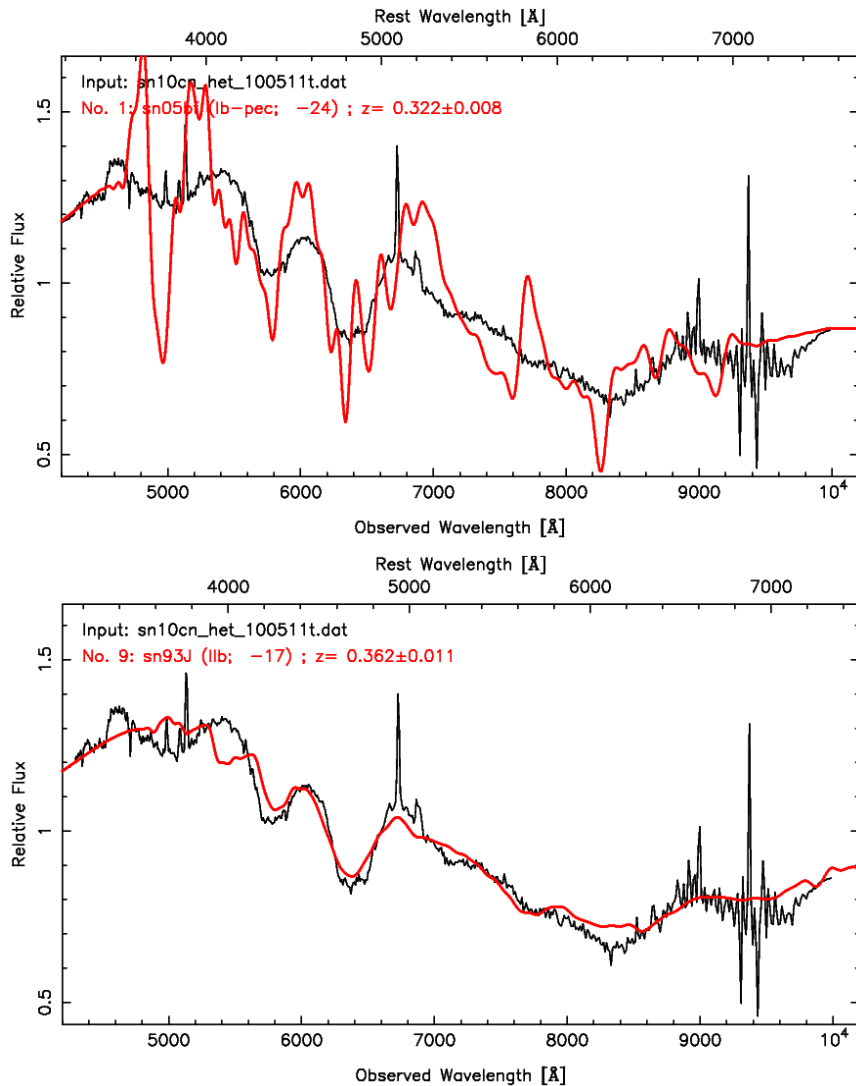 Rest Wavelength [Å]
4000 5000 6000 7000
Input: sn10cn_het_100511t.dat
No. 1: sn05bf (Ib-pec; -24) ; z= 0.322±0.008
Relative Flux
1.5
1
0.5
5000 6000 7000 8000 9000 10⁴
Observed Wavelength [Å]
Rest Wavelength [Å]
4000 5000 6000 7000
Input: sn10cn_het_100511t.dat
No. 9: sn93J (IIb; -17) ; z= 0.362±0.011
Relative Flux
1.5
1
0.5
5000 6000 7000 8000 9000 10⁴
Observed Wavelength [Å]